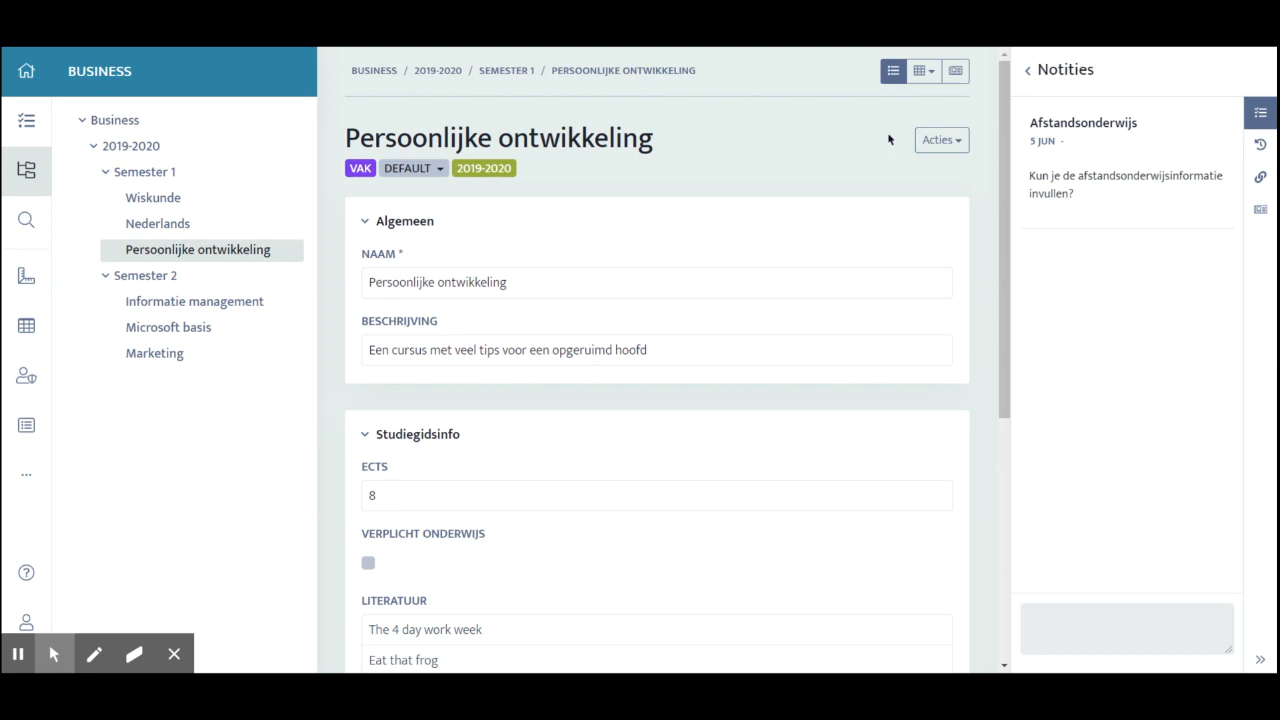 BUSINESS
Business
2019-2020
Semester 1
Wiskunde
Nederlands
Persoonlijke ontwikkeling
Semester 2
Informatie management
Microsoft basis
Marketing
...
BUSINESS / 2019-2020 / SEMESTER 1 / PERSOONLIJKE ONTWIKKELING
Persoonlijke ontwikkeling
Acties
VAK DEFAULT 2019-2020
Algemeen
NAAM *
Persoonlijke ontwikkeling
BESCHRIJVING
Een cursus met veel tips voor een opgeruimd hoofd
Studiegidsinfo
ECTS
8
VERPLICHT ONDERWIJS
LITERATUUR
The 4 day work week
Eat that frog
Notities
Afstandsonderwijs
5 JUN -
Kun je de afstandsonderwijsinformatie
invullen?